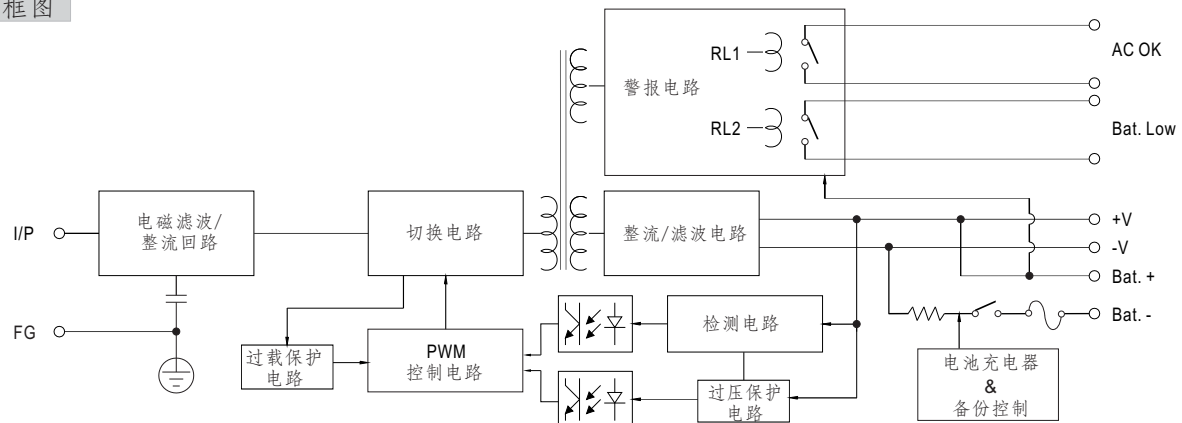 框图
RL1
警报电路
RL2
AC OK
Bat. Low
I/P
电磁滤波/
整流回路
切换电路
整流/滤波电路
+V
-V
Bat. +
Bat. -
FG
过载保护
电路
PWM
控制电路
检测电路
过压保护
电路
电池充电器
&
备份控制